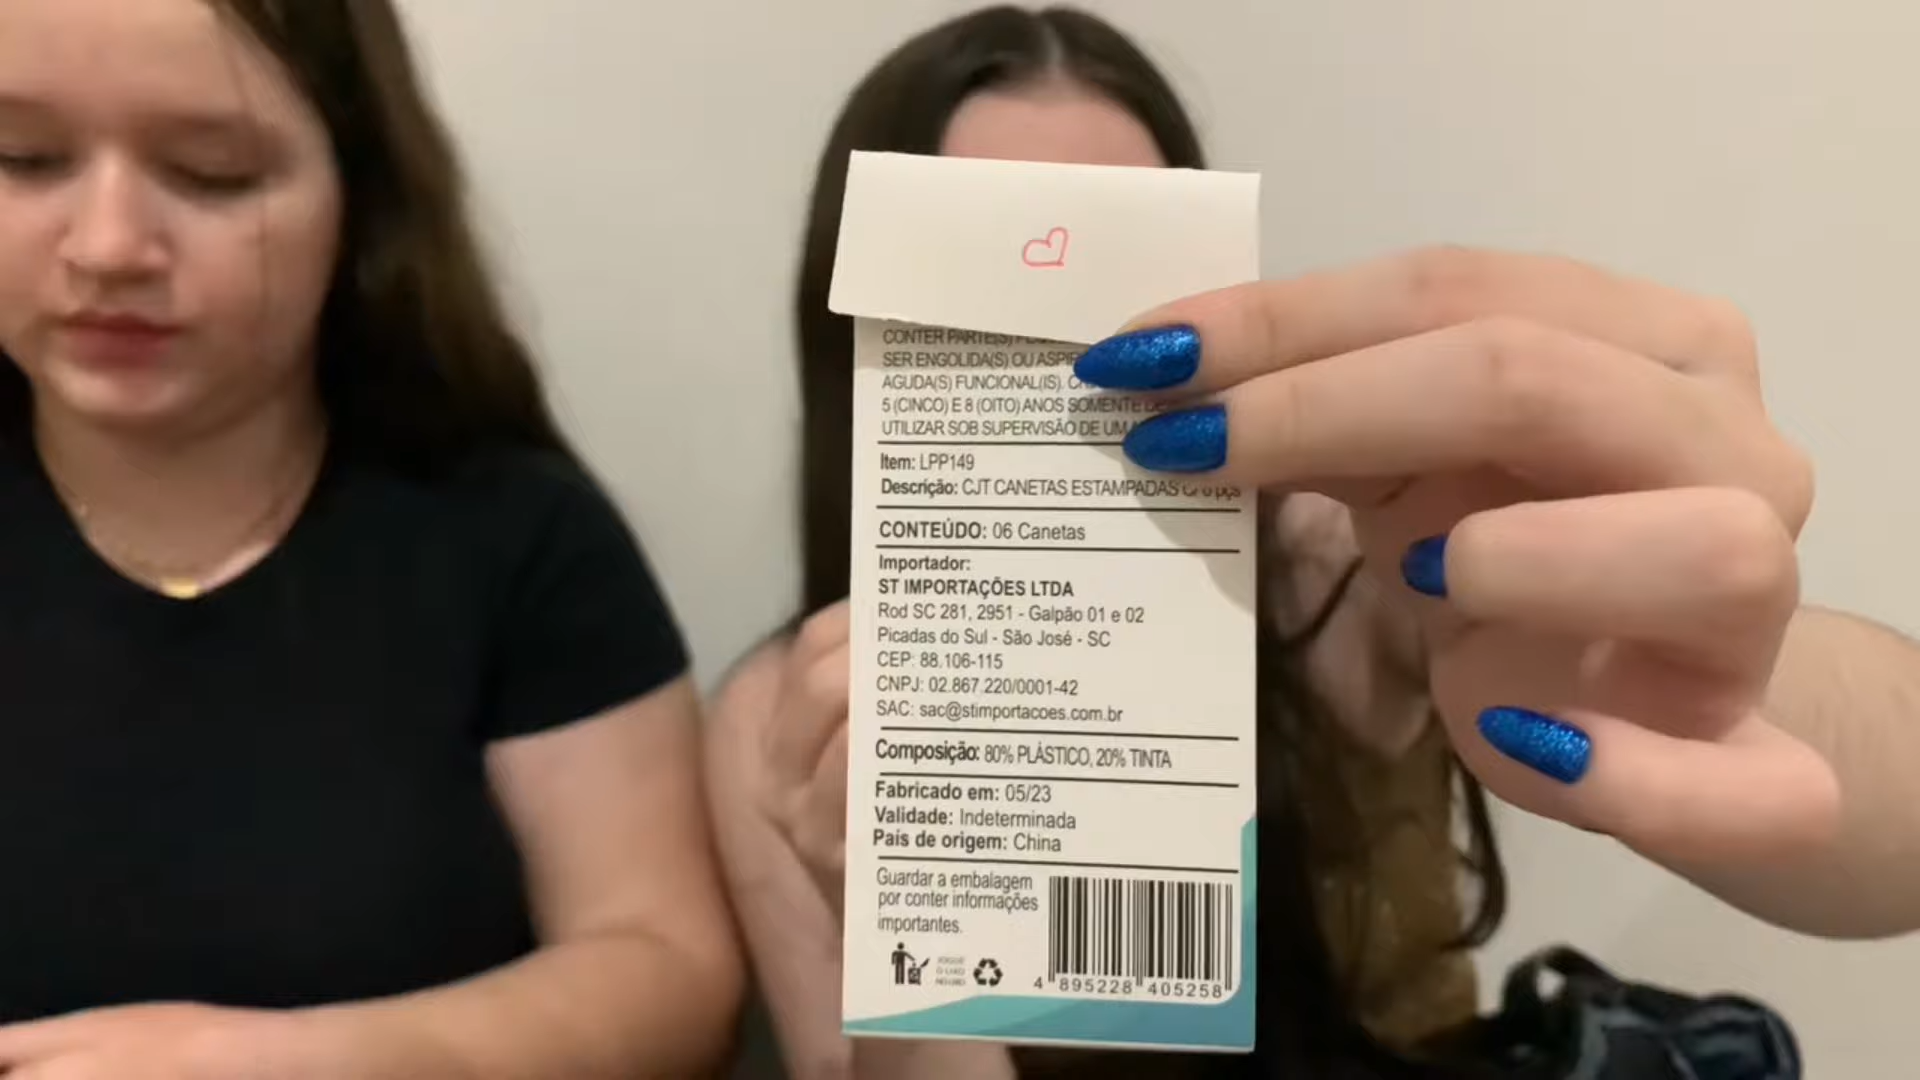 CONTER PARTE(S)
SER ENGOLIDA(S) OU
AGUDA(S) FUNCIONAL(IS).
5 (CINCO) E 8 (OITO) ANOS SOMENTE
UTILIZAR SOB SUPERVISÃO DE UM
Item: LPP149
Descrição: CJT CANETAS ESTAMPADAS C/ 6 pçs
CONTEÚDO: 06 Canetas
Importador:
ST IMPORTAÇÕES LTDA
Rod SC 281, 2951 - Galpão 01 e 02
Picadas do Sul - São José - SC
CEP: 88.106-115
CNPJ: 02.867.220/0001-42
SAC: sac@stimportacoes.com.br
Composição: 80% PLÁSTICO, 20% TINTA
Fabricado em: 05/23
Validade: Indeterminada
País de origem: China
Guardar a embalagem
por conter informações
importantes.
4 895228 405258